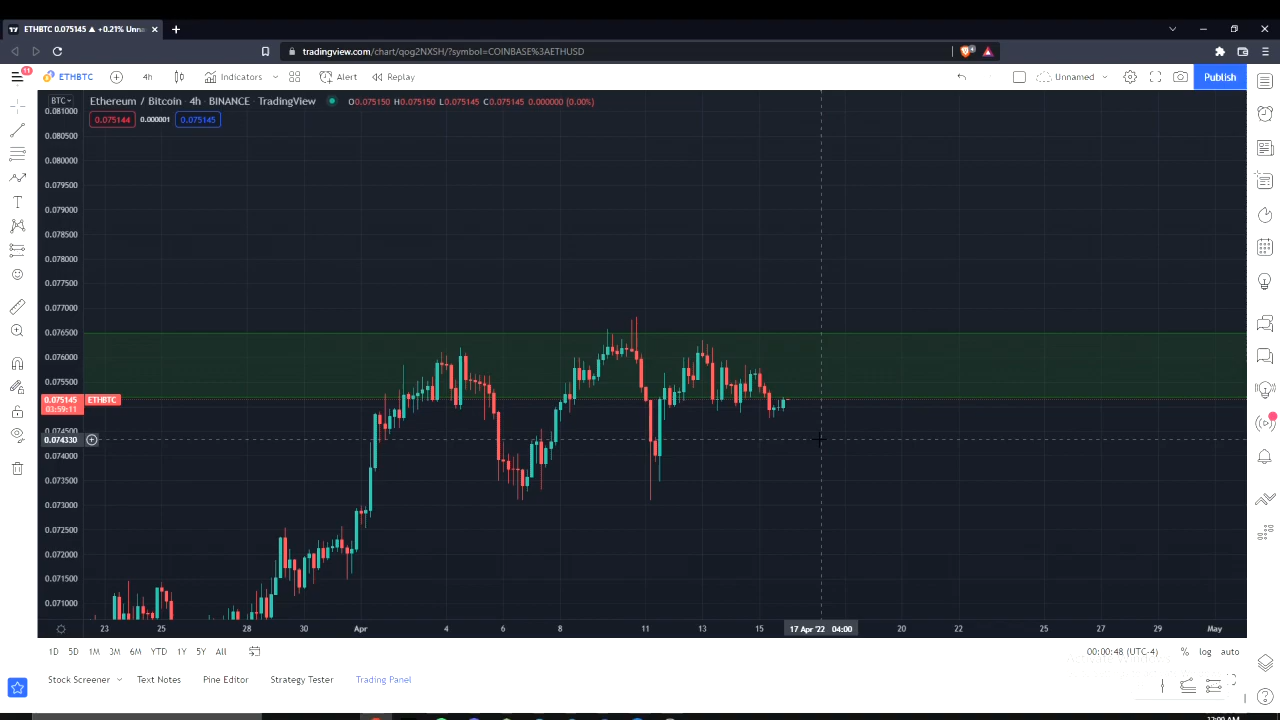 ETHBTC 0.075145 ▲ +0.21% Unn
tradingview.com/chart/qog2NXSH/?symbol=COINBASE%3AETHUSD
11
ETHBTC
4h
Indicators
Alert
Replay
Unnamed
Publish
BTC
Ethereum / Bitcoin · 4h · BINANCE · TradingView
O0.075150 H0.075150 L0.075145 C0.075145 0.000000 (0.00%)
0.075144 0.000001 0.075145
0.081000
0.080500
0.080000
0.079500
0.079000
0.078500
0.078000
0.077500
0.077000
0.076500
0.076000
0.075500
0.075145 ETHBTC
03:59:11
0.074330
0.074000
0.073500
0.073000
0.072500
0.072000
0.071500
0.071000
23 25 28 30 Apr 4 6 8 11 13 15 17 Apr '22 04:00 20 22 25 27 29 May
1D 5D 1M 3M 6M YTD 1Y 5Y All
00:00:48 (UTC-4) % log auto
Activate Windows
Stock Screener Text Notes Pine Editor Strategy Tester Trading Panel